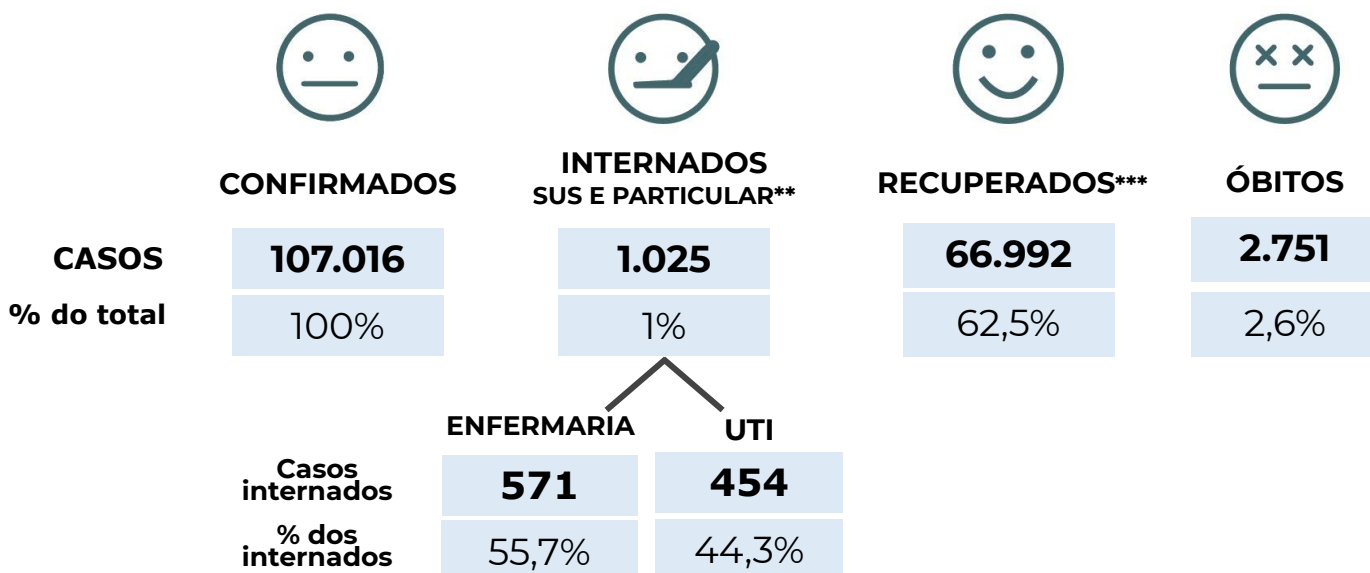 CONFIRMADOS
INTERNADOS
SUS E PARTICULAR**
RECUPERADOS***
ÓBITOS
CASOS 107.016 1.025 66.992 2.751
% do total 100% 1% 62,5% 2,6%
ENFERMARIA UTI
Casos
internados
571 454
% dos
internados
55,7% 44,3%